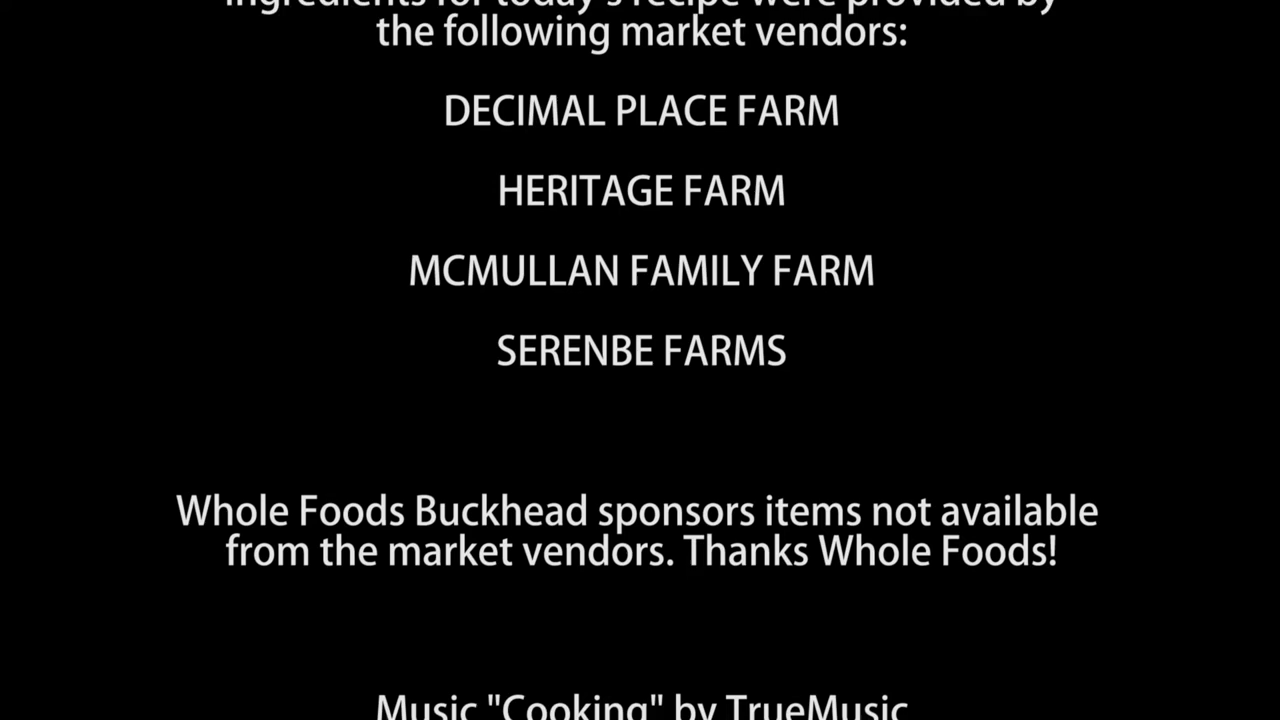 Ingredients for today's recipe were provided by
the following market vendors:
DECIMAL PLACE FARM
HERITAGE FARM
MCMULLAN FAMILY FARM
SERENBE FARMS
Whole Foods Buckhead sponsors items not available
from the market vendors. Thanks Whole Foods!
Music "Cooking" by TrueMusic